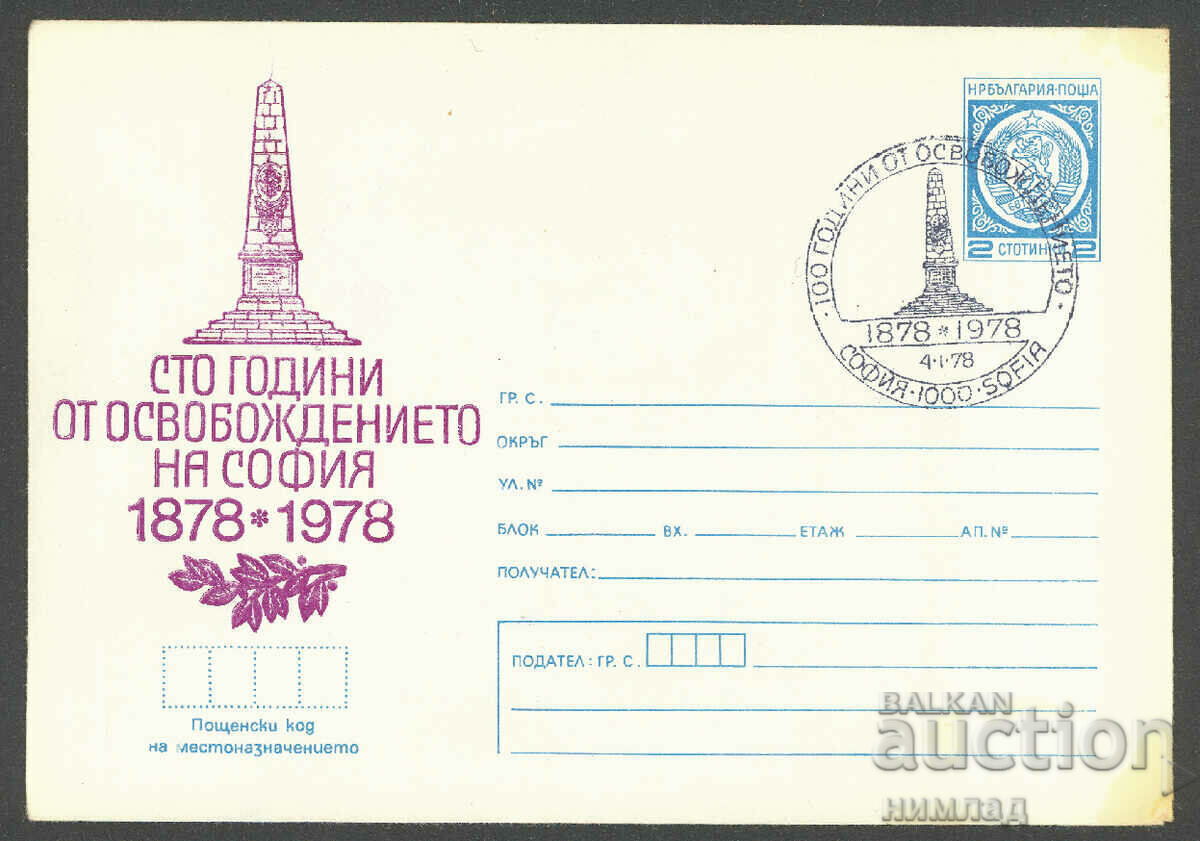 НРБЪЛГАРИЯ·ПОЩА
2 СТОТИН 2
·100 ГОДИНИ ОТ ОСВОБОЖДЕНИЕТО·
1878 * 1978
4·I·78
СОФИЯ·1000·SOFIA
СТО ГОДИНИ
ОТ ОСВОБОЖДЕНИЕТО
НА СОФИЯ
1878 * 1978
ГР. С.
ОКРЪГ
УЛ. №
БЛОК ВХ. ЕТАЖ АП. №
ПОЛУЧАТЕЛ:
ПОДАТЕЛ: ГР. С.
Пощенски код
на местоназначението
BALKAN
auction
НИМЛАД